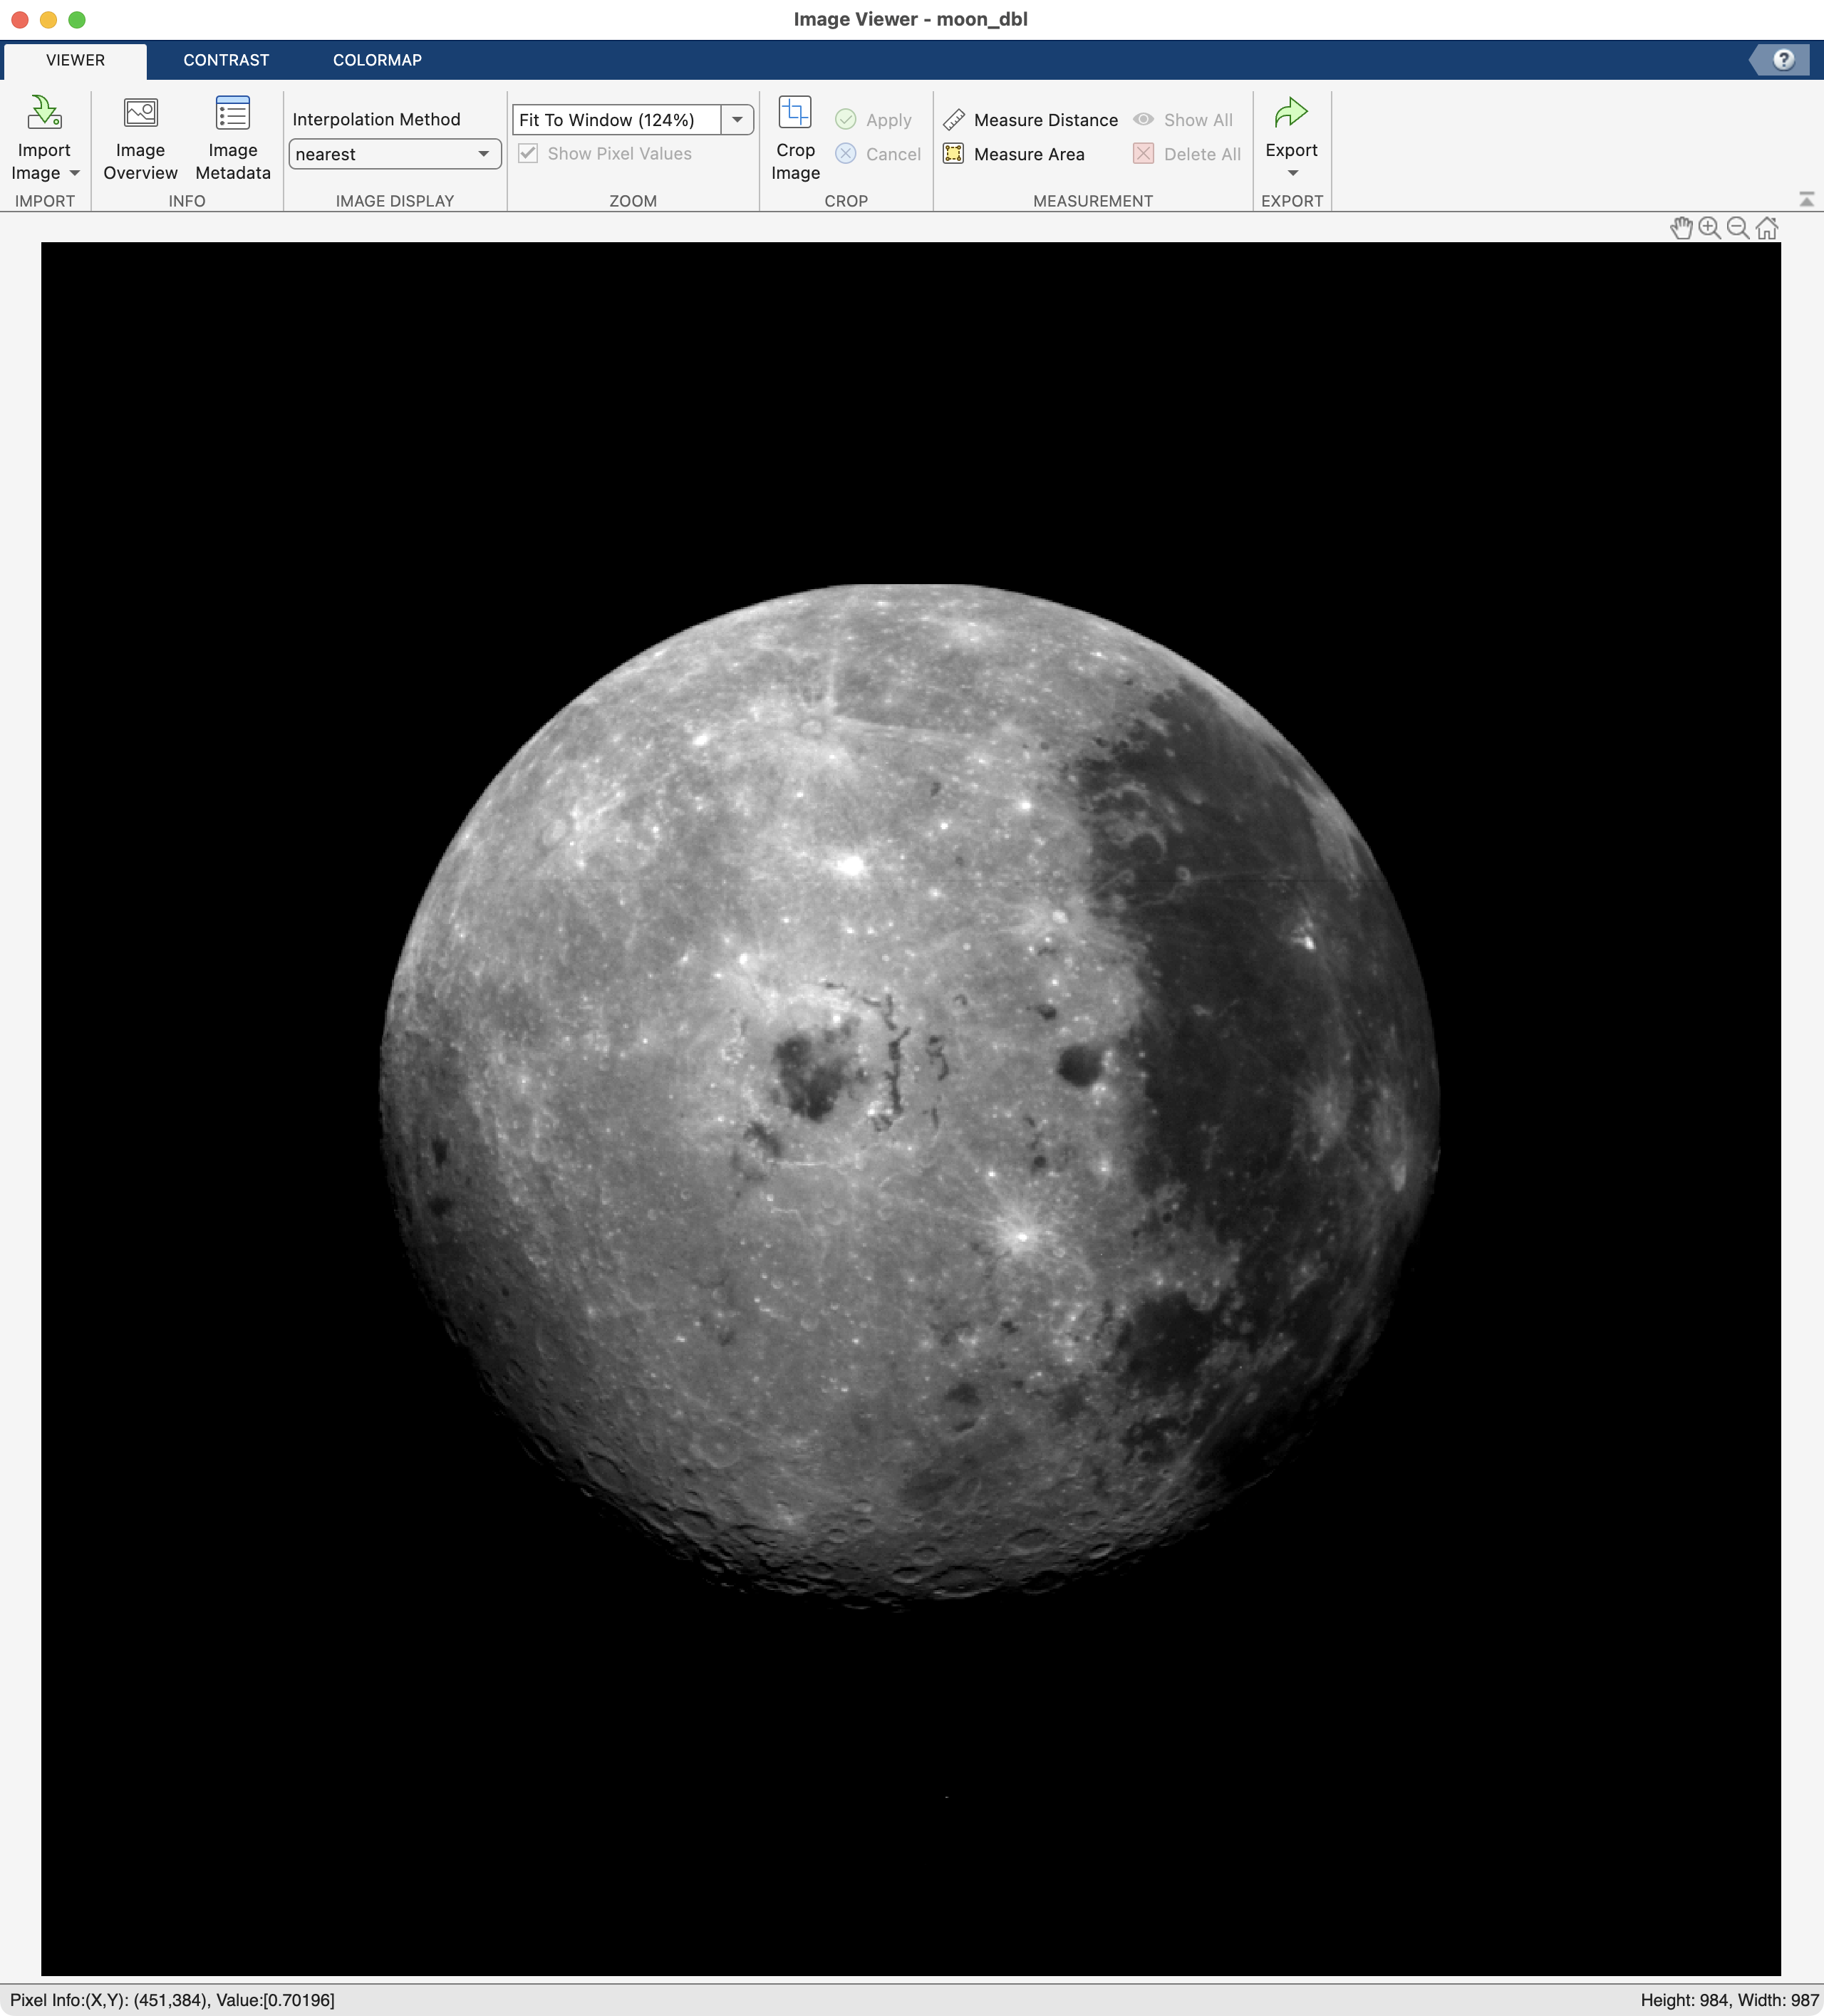 Image Viewer - moon_dbl
VIEWER
CONTRAST
COLORMAP
?
Import
Image
IMPORT
Image
Overview
Image
Metadata
INFO
Interpolation Method
nearest
IMAGE DISPLAY
Fit To Window (124%)
Show Pixel Values
ZOOM
Crop
Image
Apply
Cancel
CROP
Measure Distance
Measure Area
Show All
Delete All
MEASUREMENT
Export
EXPORT
Pixel Info:(X,Y): (451,384), Value:[0.70196]
Height: 984, Width: 987